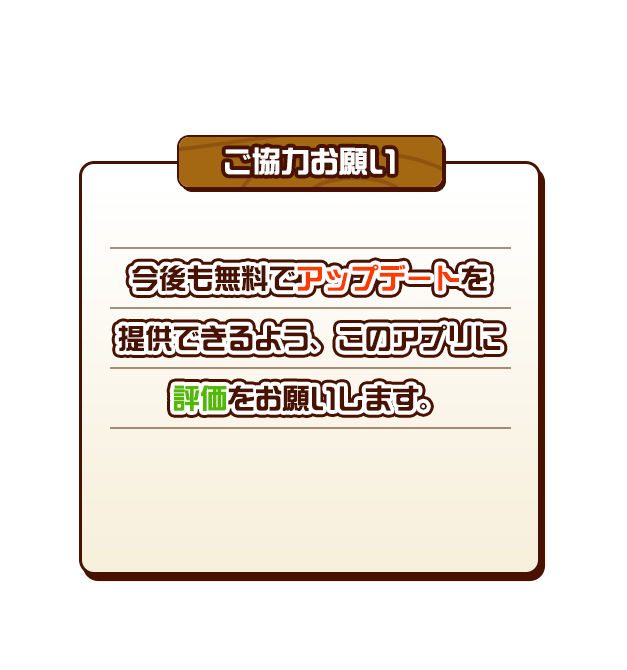 ご協力お願い
今後も無料でアップデートを
提供できるよう、このアプリに
評価をお願いします。